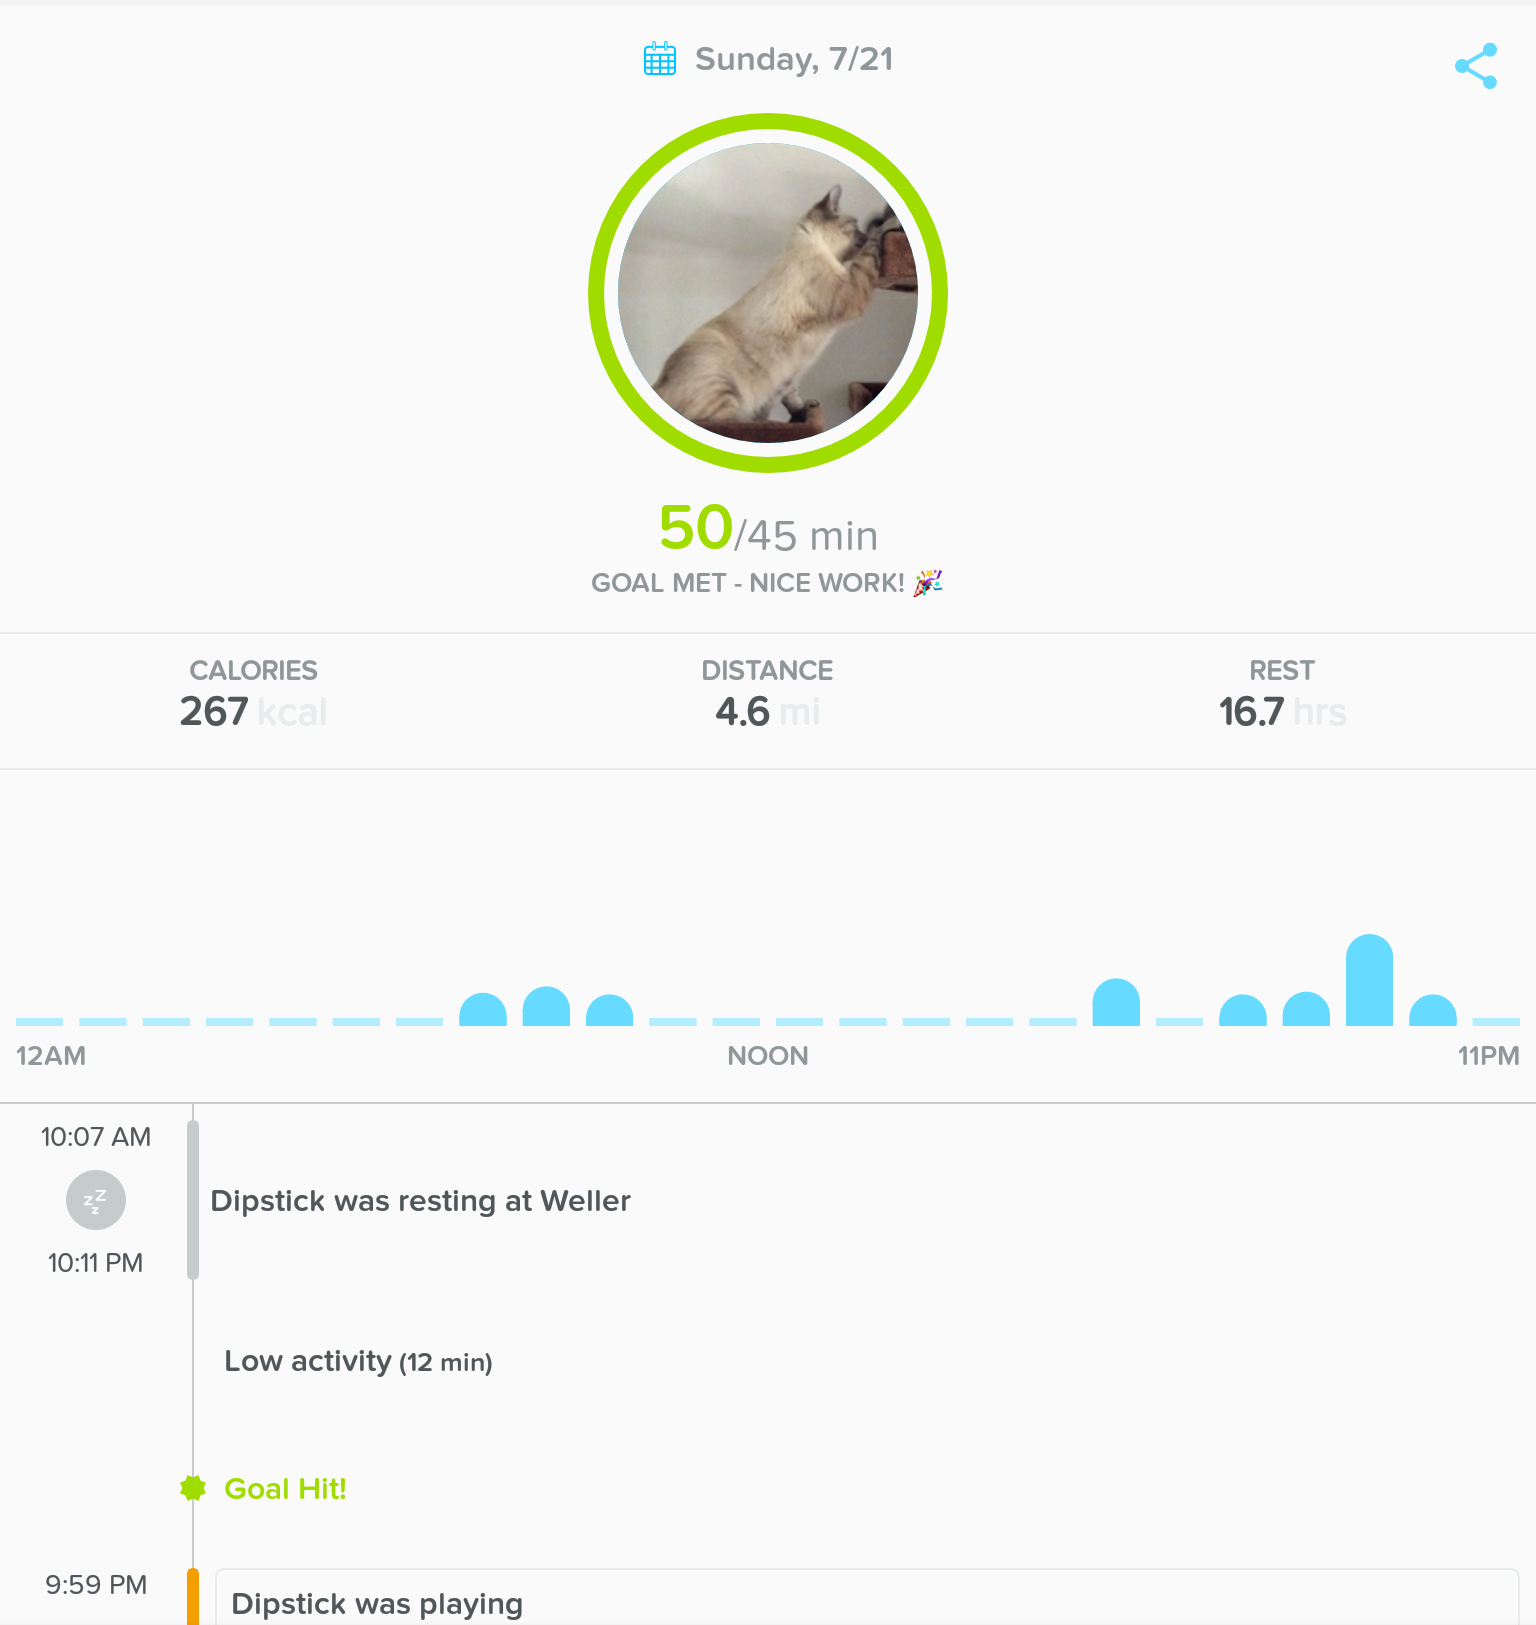 Sunday, 7/21
50/45 min
GOAL MET - NICE WORK! 🎉
CALORIES
267 kcal
DISTANCE
4.6 mi
REST
16.7 hrs
12AM
NOON
11PM
10:07 AM
zzz
Dipstick was resting at Weller
10:11 PM
Low activity (12 min)
Goal Hit!
9:59 PM
Dipstick was playing